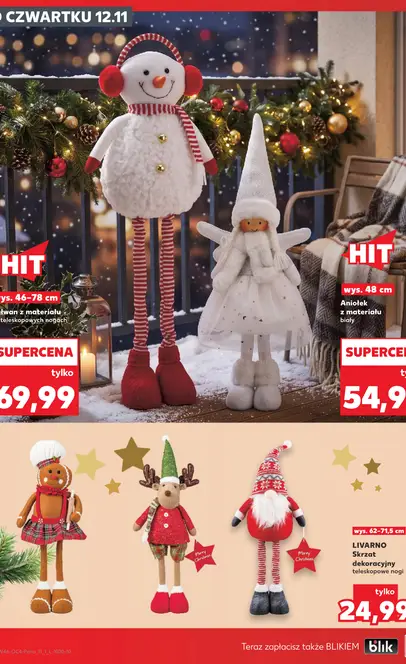 CZWARTKU 12.11
HIT
wys. 46-78 cm
z materiału
teleskopowych nogach
SUPERCENA
tylko
69,99
HIT
wys. 48 cm
Aniołek
z materiału
biały
54,9
Merry Christmas
Merry Christmas
wys. 62-71,5 cm
LIVARNO
Skrzat
dekoracyjny
teleskopowe nogi
tylko
24,99
Teraz zapłacisz także BLIKIEM
blik